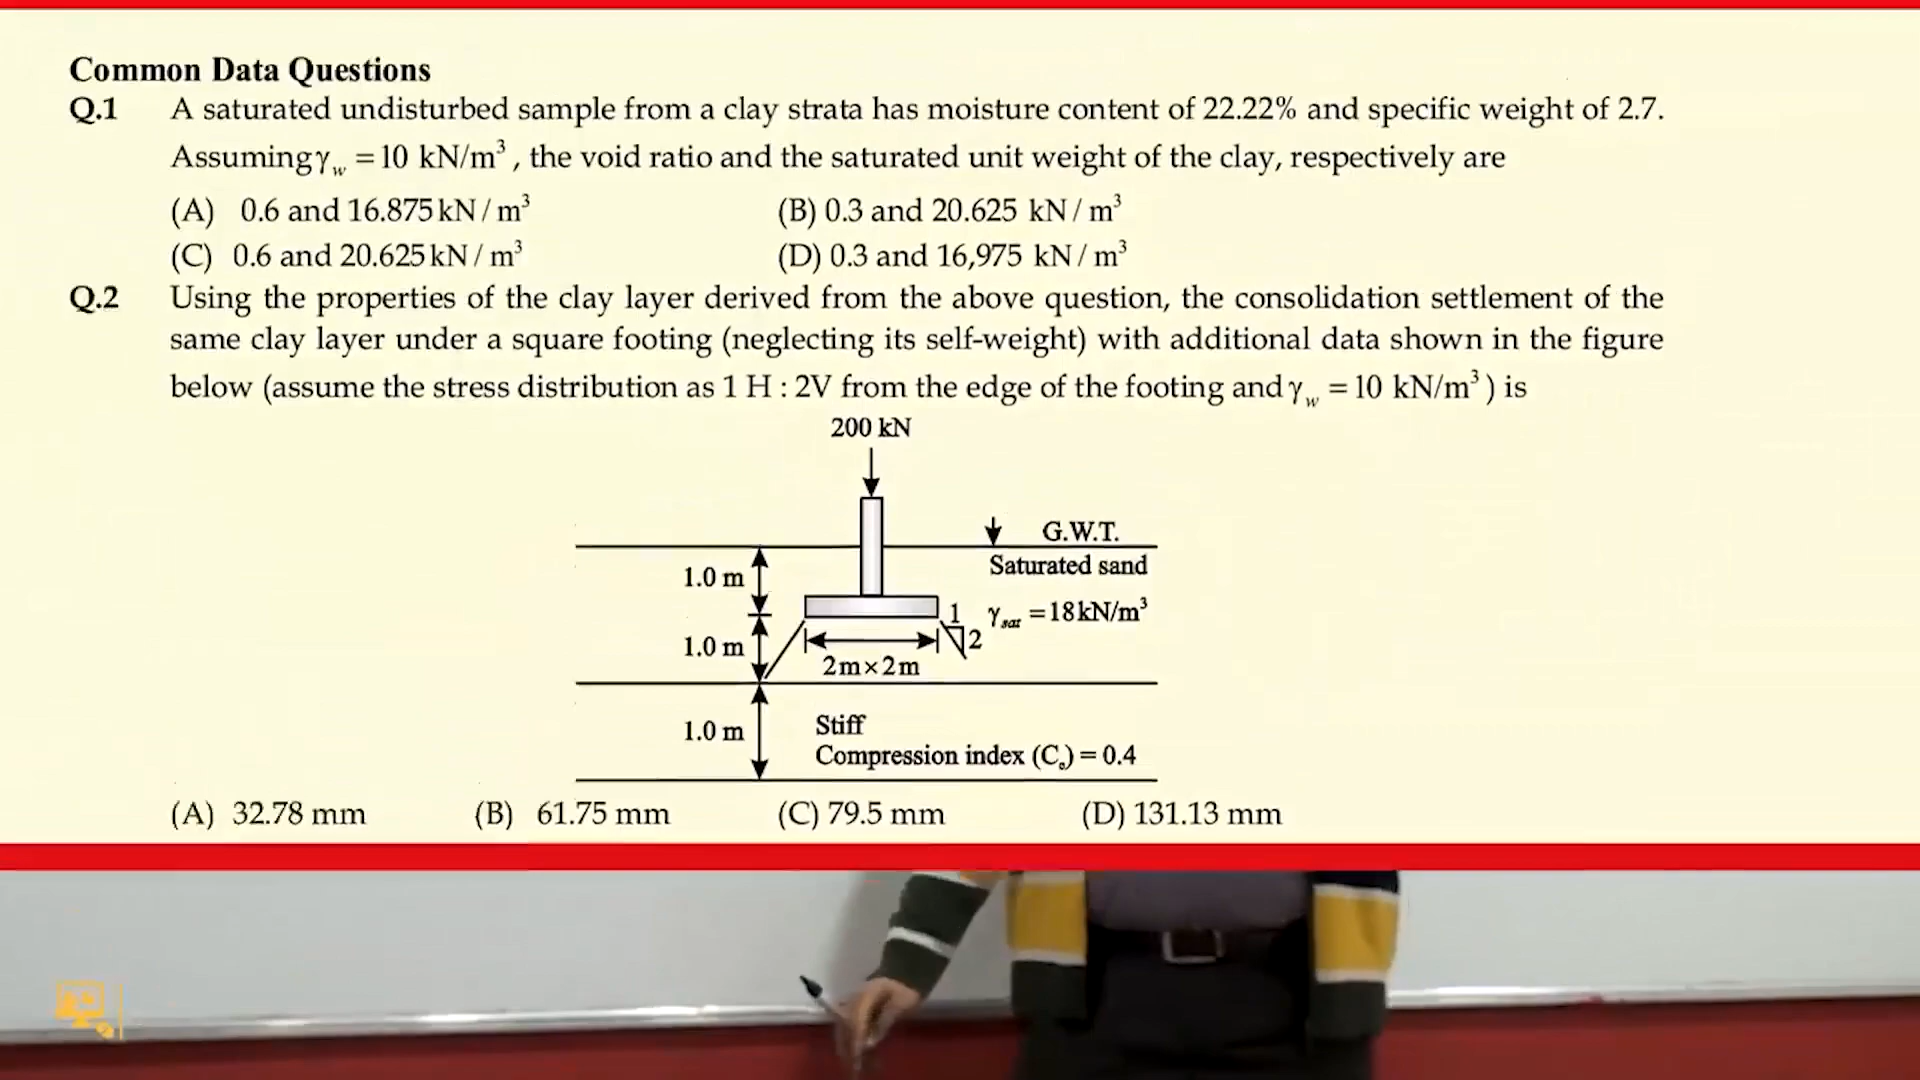 Common Data Questions
Q.1 A saturated undisturbed sample from a clay strata has moisture content of 22.22% and specific weight of 2.7.
Assuming γw = 10 kN/m³, the void ratio and the saturated unit weight of the clay, respectively are
(A) 0.6 and 16.875 kN/m³ (B) 0.3 and 20.625 kN/m³
(C) 0.6 and 20.625 kN/m³ (D) 0.3 and 16,975 kN/m³
Q.2 Using the properties of the clay layer derived from the above question, the consolidation settlement of the
same clay layer under a square footing (neglecting its self-weight) with additional data shown in the figure
below (assume the stress distribution as 1 H : 2V from the edge of the footing and γw = 10 kN/m³) is
200 kN
G.W.T.
Saturated sand
1.0 m
1 γsat = 18kN/m³
2
1.0 m
2m×2m
Stiff
1.0 m
Compression index (Cc) = 0.4
(A) 32.78 mm (B) 61.75 mm (C) 79.5 mm (D) 131.13 mm